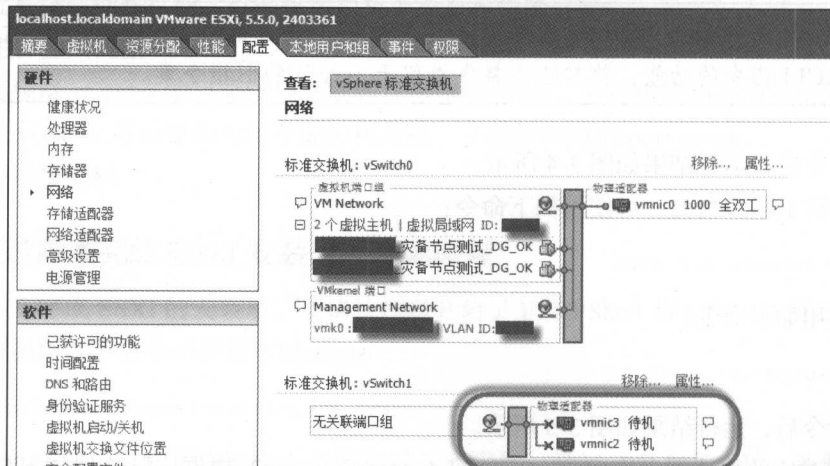 localhost.localdomain VMware ESXi, 5.5.0, 2403361
摘要 虚拟机 资源分配 性能 配置 本地用户和组 事件 权限
硬件
健康状况
处理器
内存
存储器
网络
存储适配器
网络适配器
高级设置
电源管理
软件
已获许可的功能
时间配置
DNS 和路由
身份验证服务
虚拟机启动/关机
虚拟机交换文件位置
查看: vSphere 标准交换机
网络
标准交换机: vSwitch0 移除... 属性...
虚拟机端口组 物理适配器
VM Network vmnic0 1000 全双工
2 个虚拟主机 | 虚拟局域网 ID:
_灾备节点测试_DG_OK
_灾备节点测试_DG_OK
VMkernel 端口
Management Network
vmk0 : | VLAN ID:
标准交换机: vSwitch1 移除... 属性...
物理适配器
无关联端口组 vmnic3 待机
vmnic2 待机